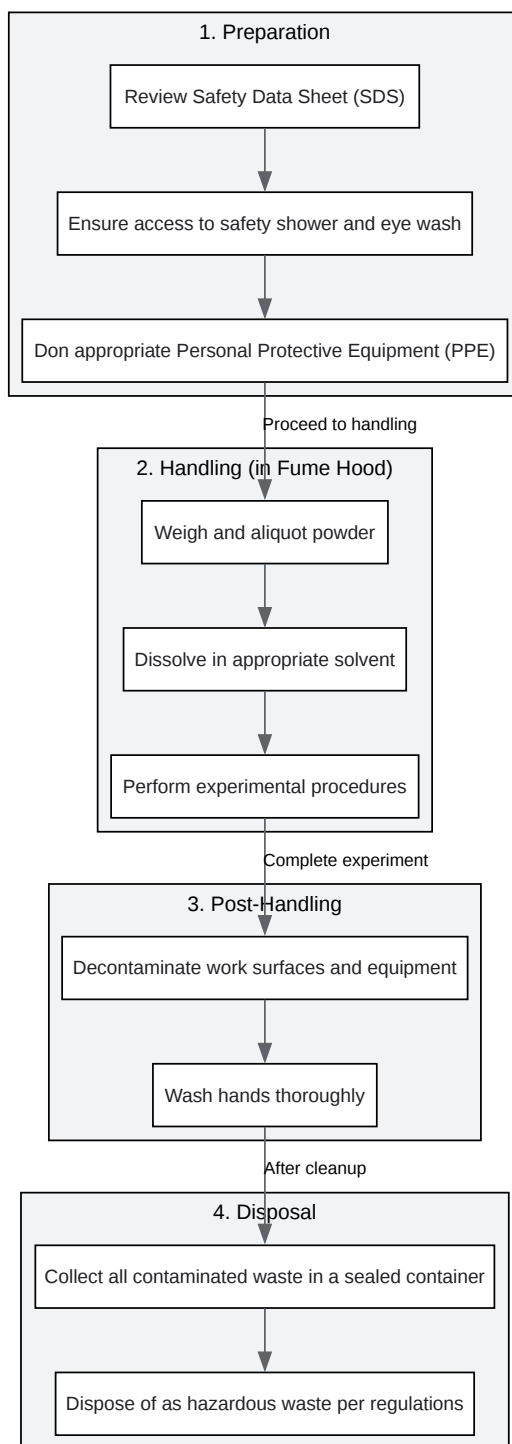 1. Preparation
Review Safety Data Sheet (SDS)
Ensure access to safety shower and eye wash
Don appropriate Personal Protective Equipment (PPE)
Proceed to handling
2. Handling (in Fume Hood)
Weigh and aliquot powder
Dissolve in appropriate solvent
Perform experimental procedures
Complete experiment
3. Post-Handling
Decontaminate work surfaces and equipment
Wash hands thoroughly
After cleanup
4. Disposal
Collect all contaminated waste in a sealed container
Dispose of as hazardous waste per regulations